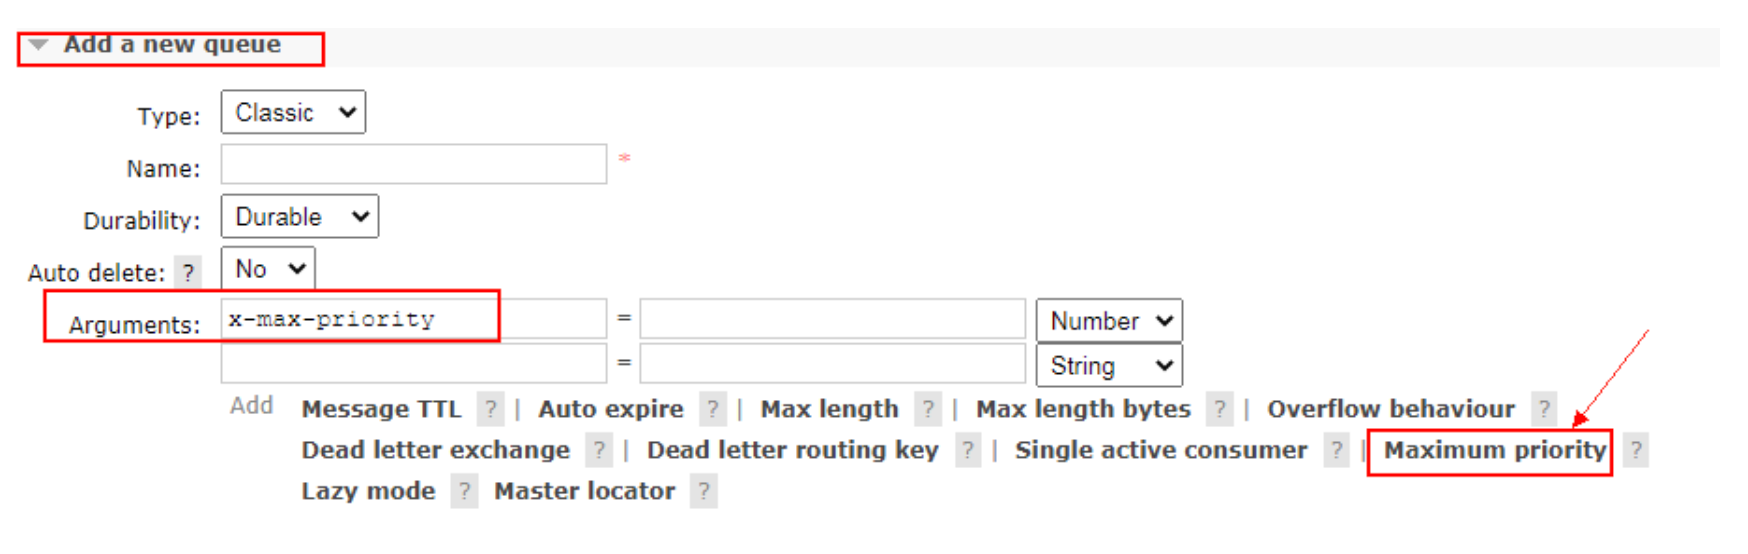 Add a new queue
Type: Classic
Name: *
Durability: Durable
Auto delete: ? No
Arguments: x-max-priority = Number
= String
Add Message TTL ? | Auto expire ? | Max length ? | Max length bytes ? | Overflow behaviour ?
Dead letter exchange ? | Dead letter routing key ? | Single active consumer ? | Maximum priority ?
Lazy mode ? Master locator ?